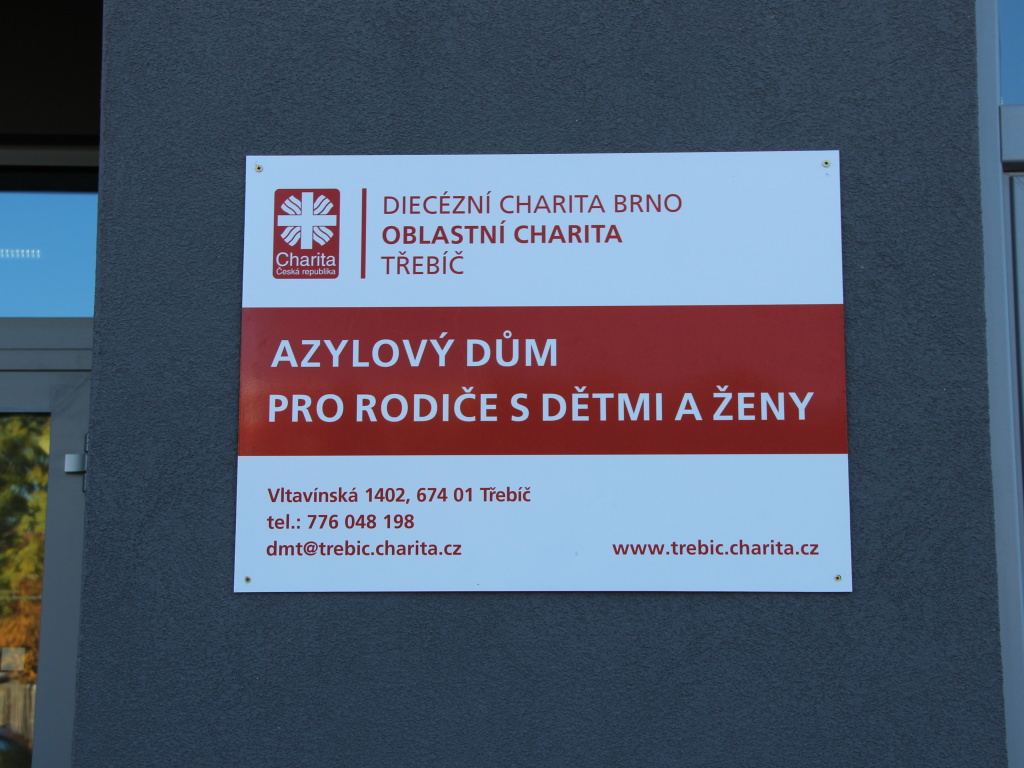 Charita
Česká republika
DIECÉZNÍ CHARITA BRNO
OBLASTNÍ CHARITA
TŘEBÍČ
AZYLOVÝ DŮM
PRO RODIČE S DĚTMI A ŽENY
Vltavínská 1402, 674 01 Třebíč
tel.: 776 048 198
dmt@trebic.charita.cz
www.trebic.charita.cz